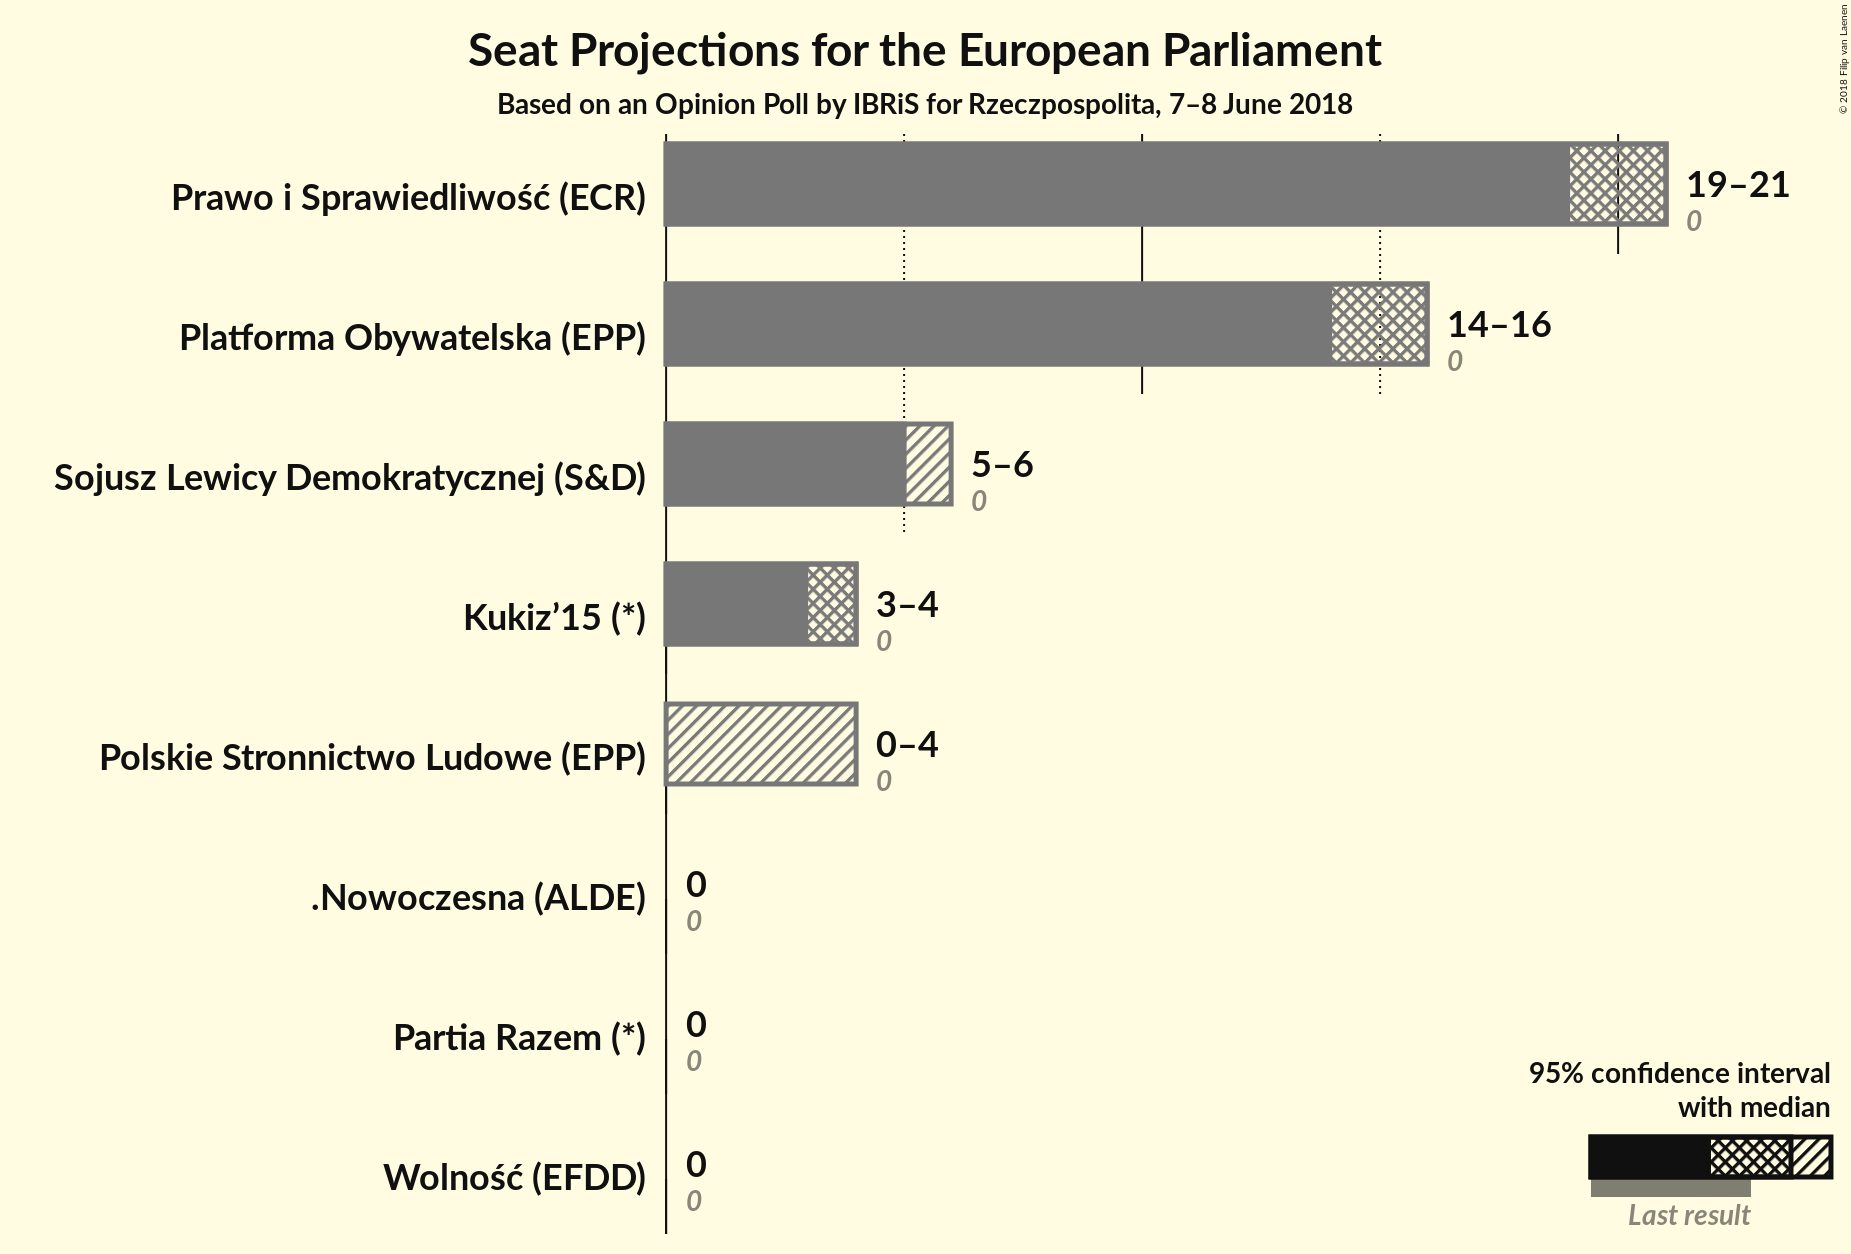 Seat Projections for the European Parliament
Based on an Opinion Poll by IBRiS for Rzeczpospolita, 7–8 June 2018
© 2018 Filip van Laenen
Prawo i Sprawiedliwość (ECR)
19–21
0
Platforma Obywatelska (EPP)
14–16
0
Sojusz Lewicy Demokratycznej (S&D)
5–6
0
Kukiz’15 (*)
3–4
0
Polskie Stronnictwo Ludowe (EPP)
0–4
0
.Nowoczesna (ALDE)
0
0
Partia Razem (*)
0
0
Wolność (EFDD)
0
0
95% confidence interval
with median
Last result